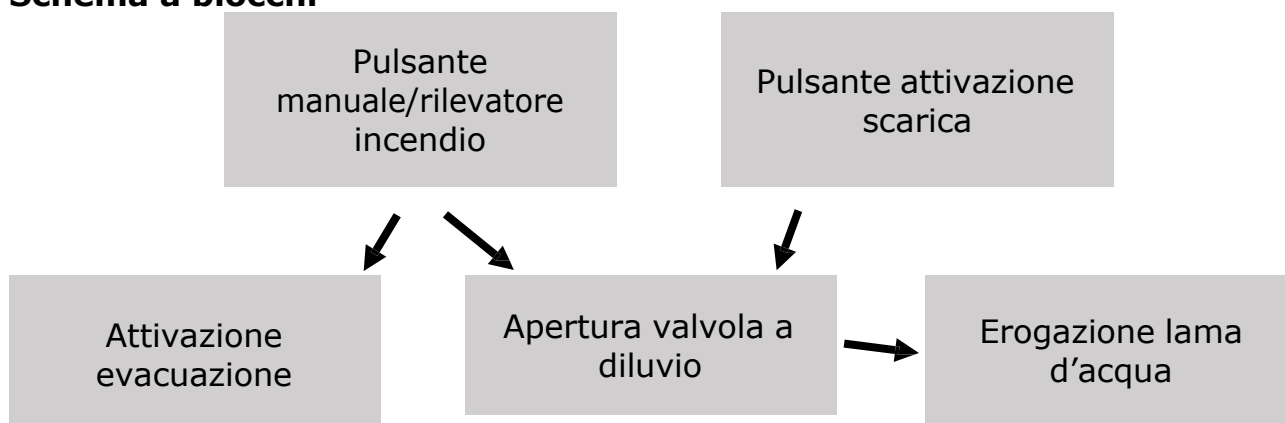 Schema a blocchi
Pulsante
manuale/rilevatore
incendio
Pulsante attivazione
scarica
Attivazione
evacuazione
Apertura valvola a
diluvio
Erogazione lama
d’acqua